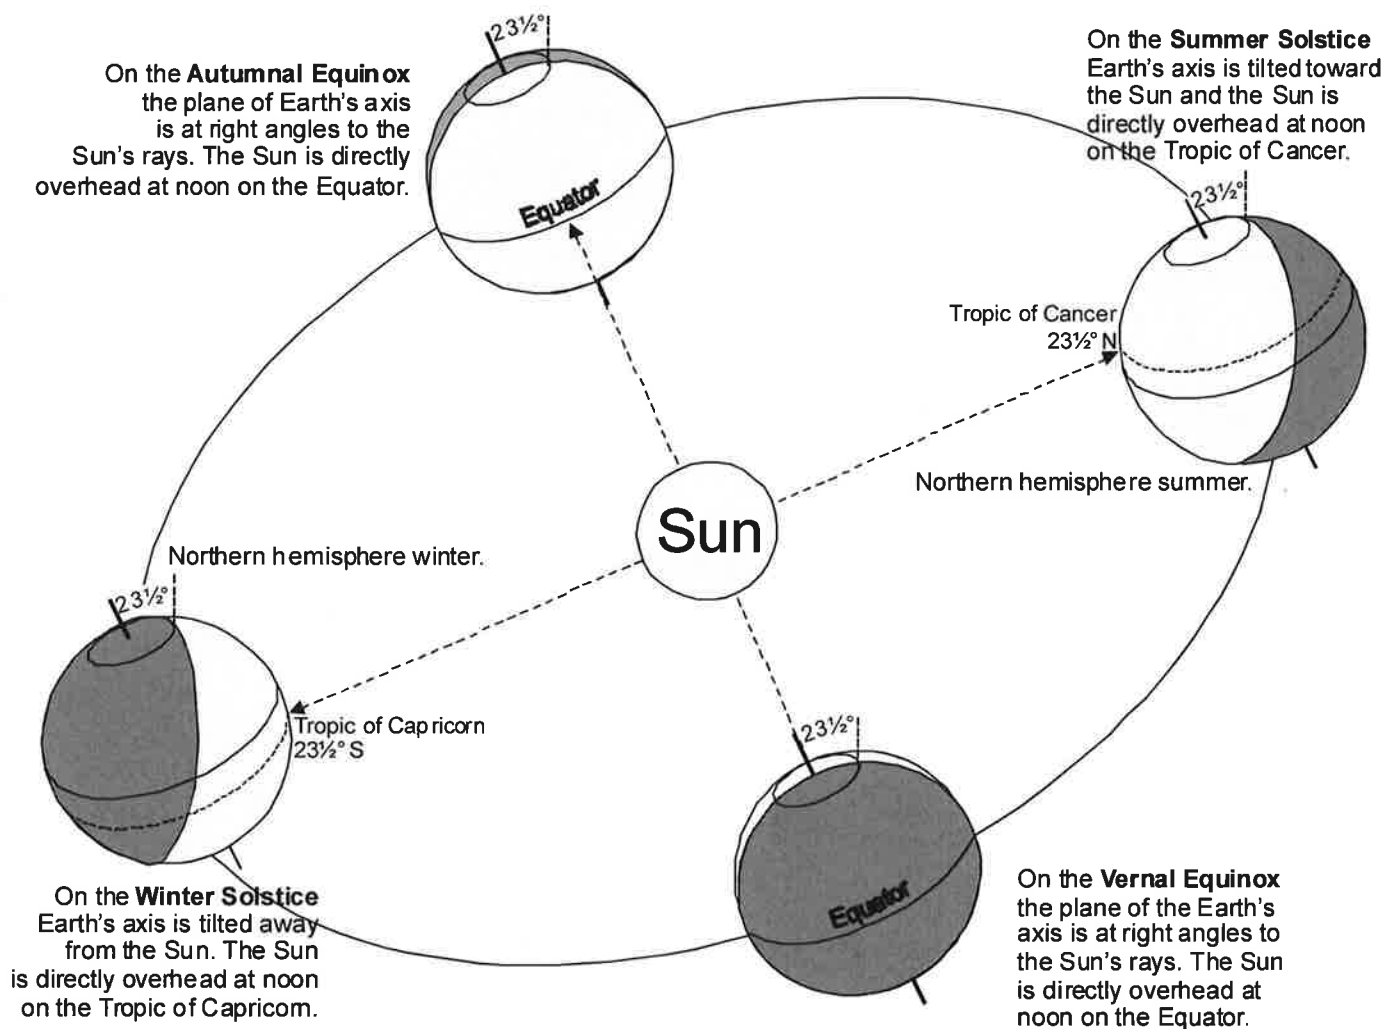 23½°
On the Autumnal Equinox
the plane of Earth's axis
is at right angles to the
Sun's rays. The Sun is directly
overhead at noon on the Equator.
Equator
On the Summer Solstice
Earth's axis is tilted toward
the Sun and the Sun is
directly overhead at noon
on the Tropic of Cancer.
23½°
Tropic of Cancer
23½° N
Northern hemisphere summer.
Sun
Northern hemisphere winter.
23½°
Tropic of Capricorn
23½° S
On the Winter Solstice
Earth's axis is tilted away
from the Sun. The Sun
is directly overhead at noon
on the Tropic of Capricorn.
23½°
Equator
On the Vernal Equinox
the plane of the Earth's
axis is at right angles to
the Sun's rays. The Sun
is directly overhead at
noon on the Equator.